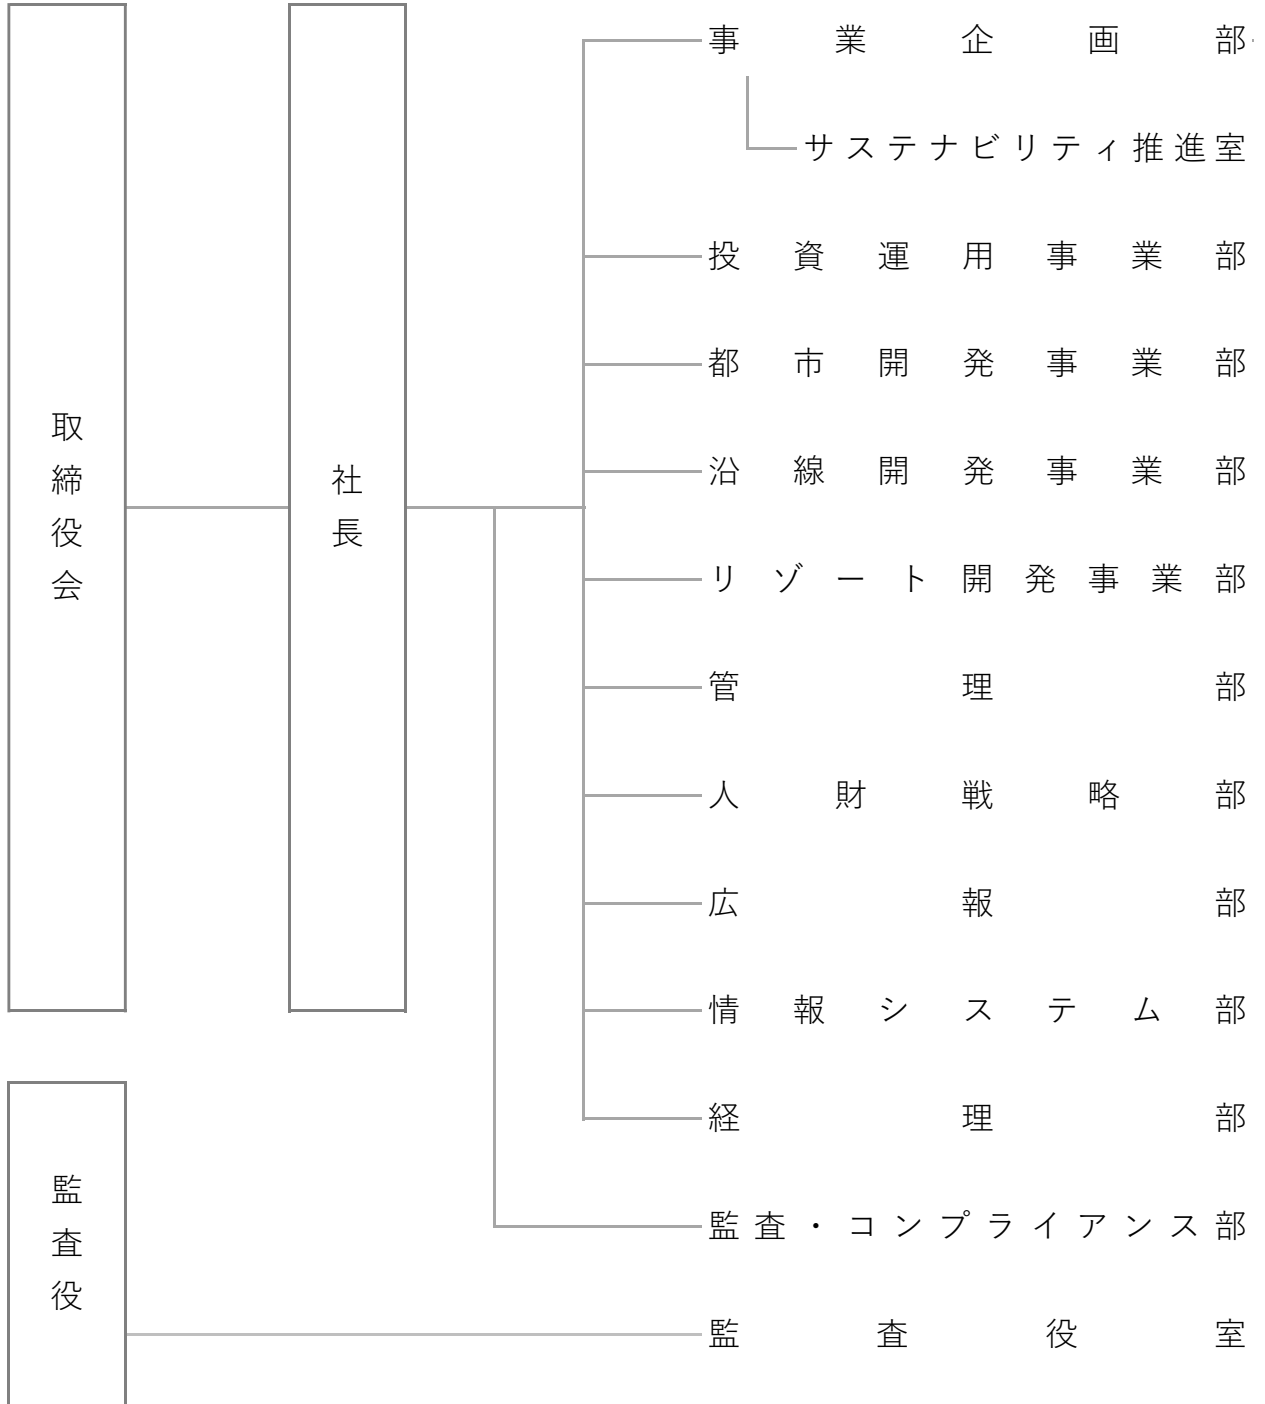 取締役会
社長
事業企画部
サステナビリティ推進室
投資運用事業部
都市開発事業部
沿線開発事業部
リゾート開発事業部
管理部
人財戦略部
広報部
情報システム部
経理部
監査・コンプライアンス部
監査役
監査役室